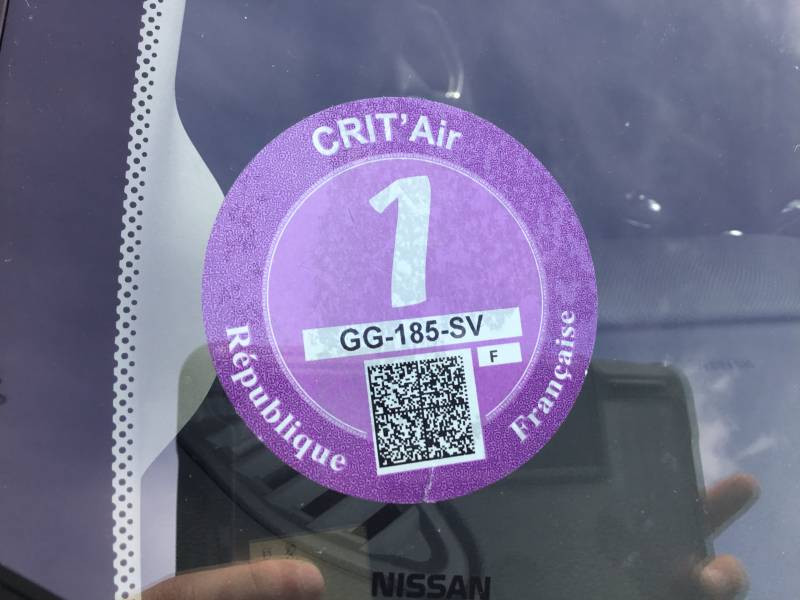 CRIT'Air
1
GG-185-SV
F
République
Française
NISSAN